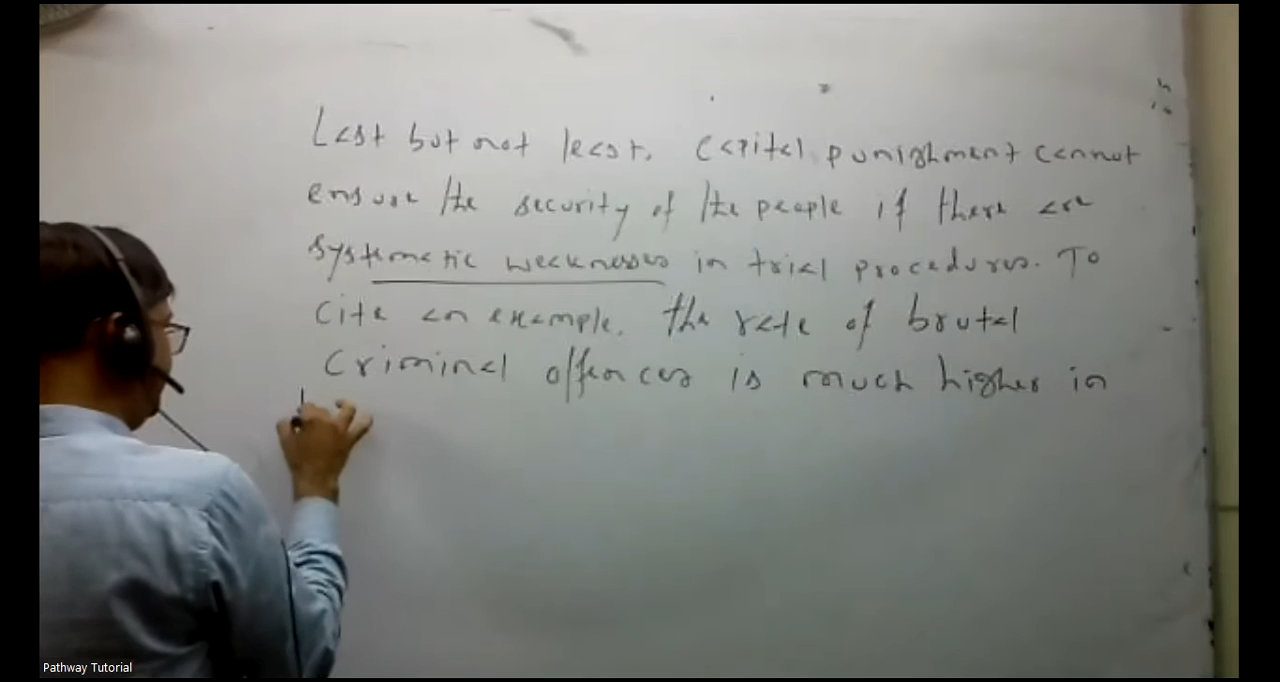 Last but not least, capital punishment cannot
ensure the security of the people if there are
systematic weaknesses in trial procedures. To
cite an example, the rate of brutal
criminal offences is much higher in
Pathway Tutorial